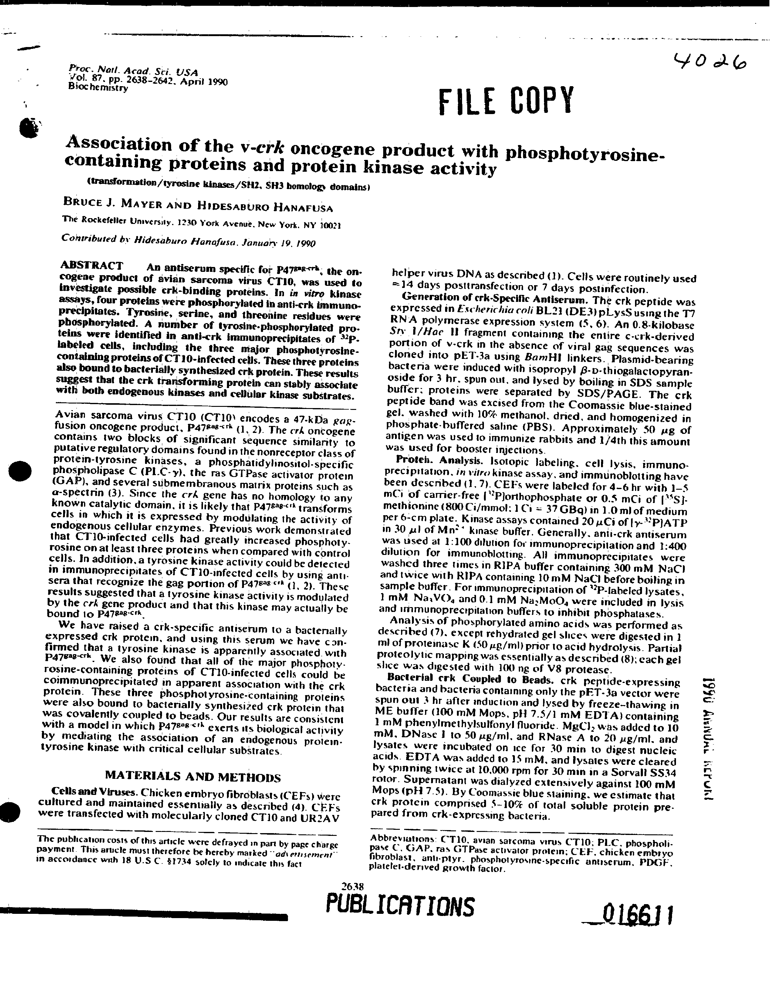 4026
Proc. Natl. Acad. Sci. USA
Vol. 87, pp. 2638-2642, April 1990
Biochemistry
FILE COPY
Association of the v-crk oncogene product with phosphotyrosine-
containing proteins and protein kinase activity
(transformation/tyrosine kinases/SH2, SH3 homology domains)
BRUCE J. MAYER AND HIDESABURO HANAFUSA
The Rockefeller University, 1230 York Avenue, New York, NY 10021
Contributed by Hidesaburo Hanafusa, January 19, 1990
ABSTRACT An antiserum specific for P47gag-crk, the on-
cogene product of avian sarcoma virus CT10, was used to
investigate possible crk-binding proteins. In in vitro kinase
assays, four proteins were phosphorylated in anti-crk immuno-
precipitates. Tyrosine, serine, and threonine residues were
phosphorylated. A number of tyrosine-phosphorylated pro-
teins were identified in anti-crk immunoprecipitates of 32P-
labeled cells, including the three major phosphotyrosine-
containing proteins of CT10-infected cells. These three proteins
also bound to bacterially synthesized crk protein. These results
suggest that the crk transforming protein can stably associate
with both endogenous kinases and cellular kinase substrates.
Avian sarcoma virus CT10 (CT10) encodes a 47-kDa gag-
fusion oncogene product, P47gag-crk (1, 2). The crk oncogene
contains two blocks of significant sequence similarity to
putative regulatory domains found in the nonreceptor class of
protein-tyrosine kinases, a phosphatidylinositol-specific
phospholipase C (PLC-γ), the ras GTPase activator protein
(GAP), and several submembranous matrix proteins such as
α-spectrin (3). Since the crk gene has no homology to any
known catalytic domain, it is likely that P47gag-crk transforms
cells in which it is expressed by modulating the activity of
endogenous cellular enzymes. Previous work demonstrated
that CT10-infected cells had greatly increased phosphoty-
rosine on at least three proteins when compared with control
cells. In addition, a tyrosine kinase activity could be detected
in immunoprecipitates of CT10-infected cells by using anti-
sera that recognize the gag portion of P47gag-crk (1, 2). These
results suggested that a tyrosine kinase activity is modulated
by the crk gene product and that this kinase may actually be
bound to P47gag-crk.
We have raised a crk-specific antiserum to a bacterially
expressed crk protein, and using this serum we have con-
firmed that a tyrosine kinase is apparently associated with
P47gag-crk. We also found that all of the major phosphoty-
rosine-containing proteins of CT10-infected cells could be
coimmunoprecipitated in apparent association with the crk
protein. These three phosphotyrosine-containing proteins
were also bound to bacterially synthesized crk protein that
was covalently coupled to beads. Our results are consistent
with a model in which P47gag-crk exerts its biological activity
by mediating the association of an endogenous protein-
tyrosine kinase with critical cellular substrates.
MATERIALS AND METHODS
Cells and Viruses. Chicken embryo fibroblasts (CEFs) were
cultured and maintained essentially as described (4). CEFs
were transfected with molecularly cloned CT10 and UR2AV
The publication costs of this article were defrayed in part by page charge
payment. This article must therefore be hereby marked "advertisement"
in accordance with 18 U.S.C. §1734 solely to indicate this fact.
helper virus DNA as described (1). Cells were routinely used
≈14 days posttransfection or 7 days postinfection.
Generation of crk-Specific Antiserum. The crk peptide was
expressed in Escherichia coli BL21 (DE3) pLysS using the T7
RNA polymerase expression system (5, 6). An 0.8-kilobase
Sty I/Hae II fragment containing the entire c-crk-derived
portion of v-crk in the absence of viral gag sequences was
cloned into pET-3a using BamHI linkers. Plasmid-bearing
bacteria were induced with isopropyl β-D-thiogalactopyran-
oside for 3 hr, spun out, and lysed by boiling in SDS sample
buffer; proteins were separated by SDS/PAGE. The crk
peptide band was excised from the Coomassie blue-stained
gel, washed with 10% methanol, dried, and homogenized in
phosphate-buffered saline (PBS). Approximately 50 μg of
antigen was used to immunize rabbits and 1/4th this amount
was used for booster injections.
Protein Analysis. Isotopic labeling, cell lysis, immuno-
precipitation, in vitro kinase assay, and immunoblotting have
been described (1, 7). CEFs were labeled for 4-6 hr with 1-5
mCi of carrier-free [32P]orthophosphate or 0.5 mCi of [35S]-
methionine (800 Ci/mmol; 1 Ci = 37 GBq) in 1.0 ml of medium
per 6-cm plate. Kinase assays contained 20 μCi of [γ-32P]ATP
in 30 μl of Mn2+ kinase buffer. Generally, anti-crk antiserum
was used at 1:100 dilution for immunoprecipitation and 1:400
dilution for immunoblotting. All immunoprecipitates were
washed three times in RIPA buffer containing 300 mM NaCl
and twice with RIPA containing 10 mM NaCl before boiling in
sample buffer. For immunoprecipitation of 32P-labeled lysates,
1 mM Na3VO4 and 0.1 mM Na2MoO4 were included in lysis
and immunoprecipitation buffers to inhibit phosphatases.
Analysis of phosphorylated amino acids was performed as
described (7), except rehydrated gel slices were digested in 1
ml of proteinase K (50 μg/ml) prior to acid hydrolysis. Partial
proteolytic mapping was essentially as described (8); each gel
slice was digested with 100 ng of V8 protease.
Bacterial crk Coupled to Beads. crk peptide-expressing
bacteria and bacteria containing only the pET-3a vector were
spun out 3 hr after induction and lysed by freeze-thawing in
ME buffer (100 mM Mops, pH 7.5/1 mM EDTA) containing
1 mM phenylmethylsulfonyl fluoride. MgCl2 was added to 10
mM, DNase I to 50 μg/ml, and RNase A to 20 μg/ml, and
lysates were incubated on ice for 30 min to digest nucleic
acids. EDTA was added to 15 mM, and lysates were cleared
by spinning twice at 10,000 rpm for 30 min in a Sorvall SS34
rotor. Supernatant was dialyzed extensively against 100 mM
Mops (pH 7.5). By Coomassie blue staining, we estimate that
crk protein comprised 5-10% of total soluble protein pre-
pared from crk-expressing bacteria.
Abbreviations: CT10, avian sarcoma virus CT10; PLC, phospholi-
pase C; GAP, ras GTPase activator protein; CEF, chicken embryo
fibroblast; anti-ptyr, phosphotyrosine-specific antiserum; PDGF,
platelet-derived growth factor.
1990 ANNUAL REPORT
2638
PUBLICATIONS
016611